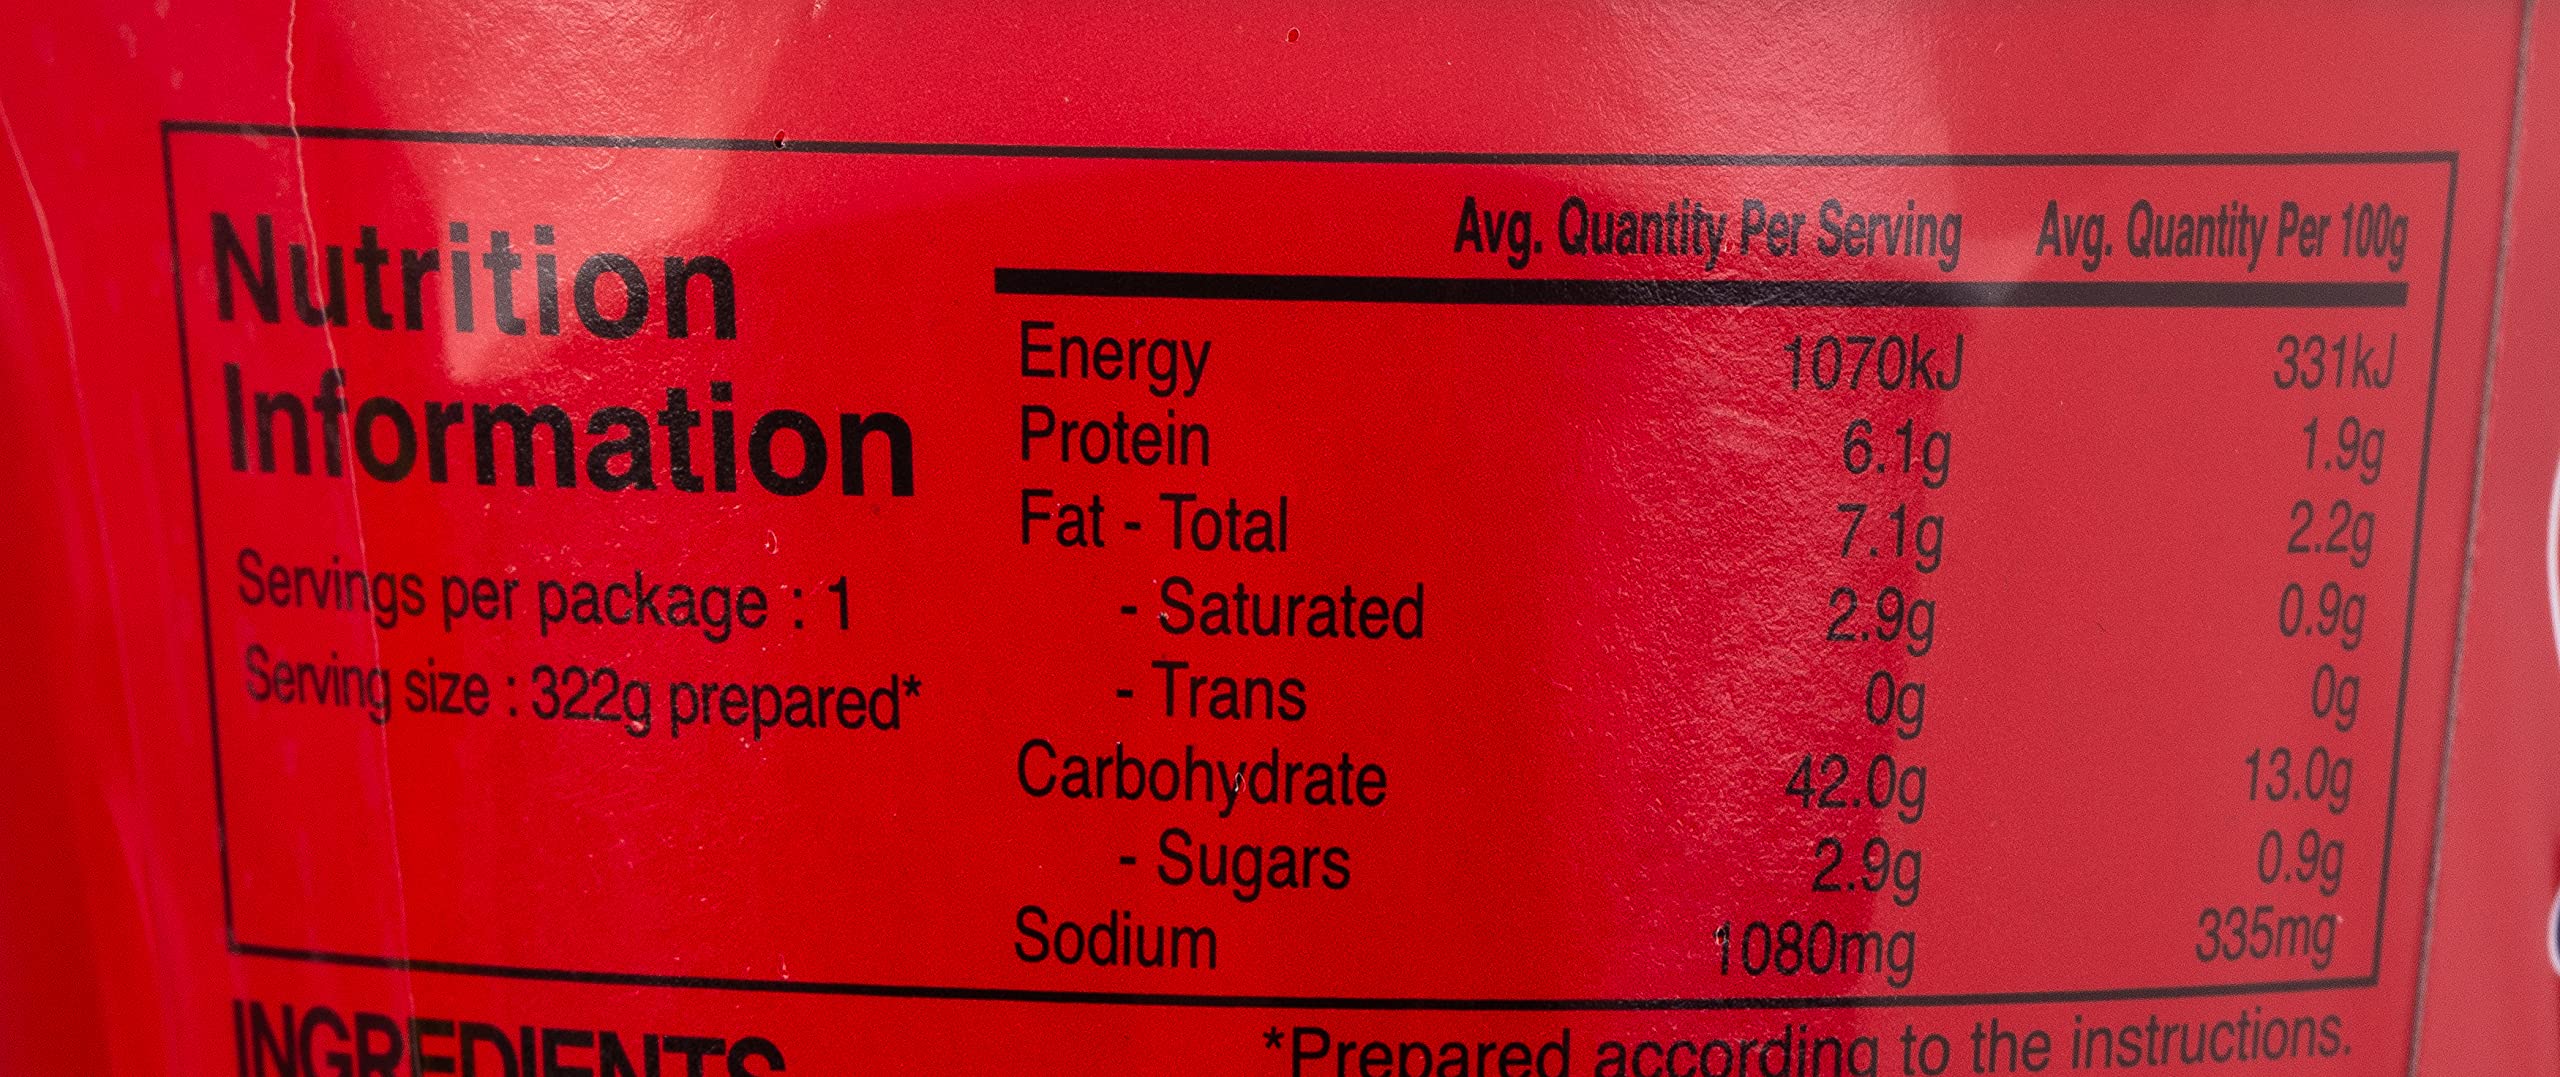 Nutrition
Information
Servings per package : 1
Serving size : 322g prepared*
Avg. Quantity Per Serving Avg. Quantity Per 100g
Energy 1070kJ 331kJ
Protein 6.1g 1.9g
Fat - Total 7.1g 2.2g
- Saturated 2.9g 0.9g
- Trans 0g 0g
Carbohydrate 42.0g 13.0g
- Sugars 2.9g 0.9g
Sodium 1080mg 335mg
*Prepared according to the instructions.
INGREDIENTS